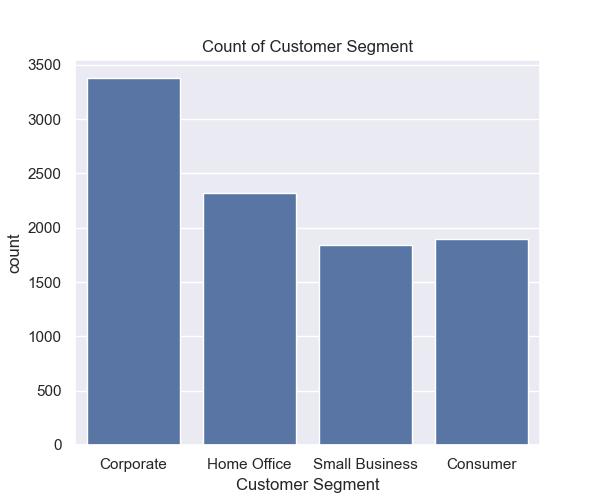 Count of Customer Segment
3500
3000
2500
2000
1500
1000
500
0
count
Corporate Home Office Small Business Consumer
Customer Segment